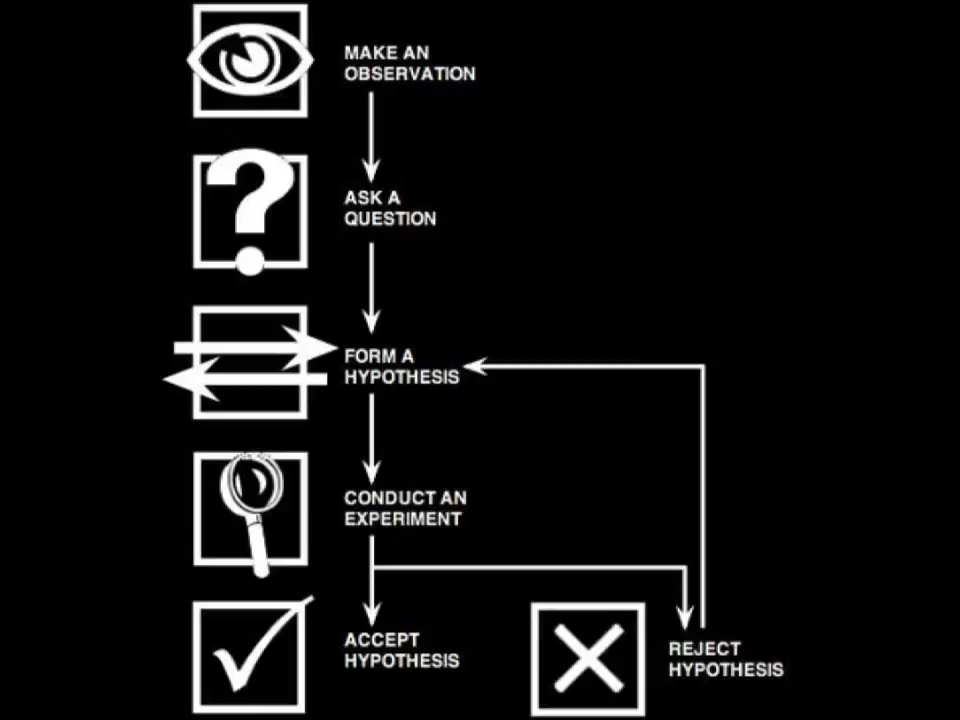 MAKE AN
OBSERVATION
?
ASK A
QUESTION
FORM A
HYPOTHESIS
CONDUCT AN
EXPERIMENT
ACCEPT
HYPOTHESIS
REJECT
HYPOTHESIS